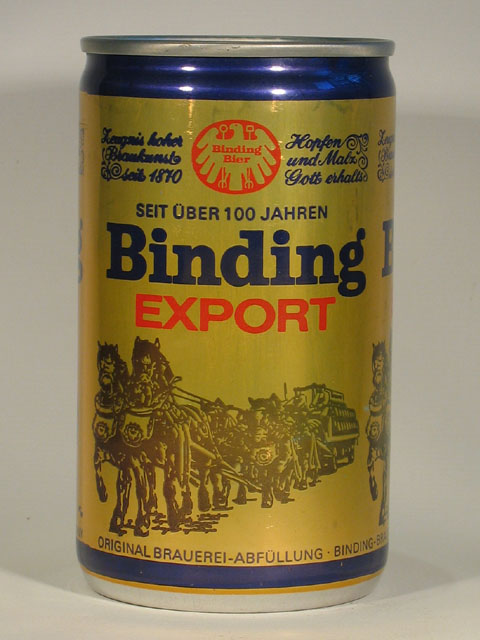 Zeugnis hoher
Braukunst
seit 1870
Binding
Bier
Hopfen
und Malz
Gott erhalts
SEIT ÜBER 100 JAHREN
Binding
EXPORT
ORIGINAL BRAUEREI-ABFÜLLUNG · BINDING-